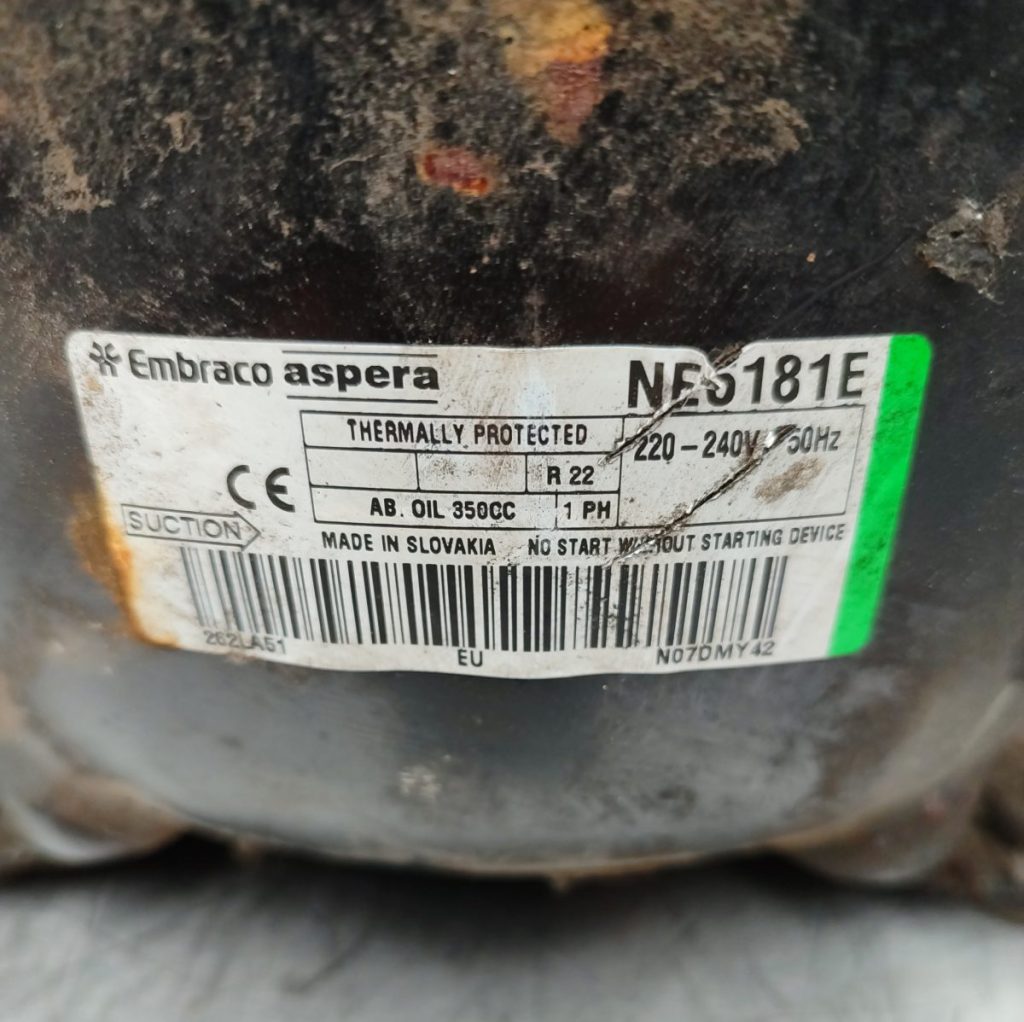 Embraco aspera
NE6181E
THERMALLY PROTECTED
220-240V 50Hz
R 22
CE
AB. OIL 350CC 1 PH
SUCTION
MADE IN SLOVAKIA NO START WITHOUT STARTING DEVICE
262LA51 EU N07DMY42